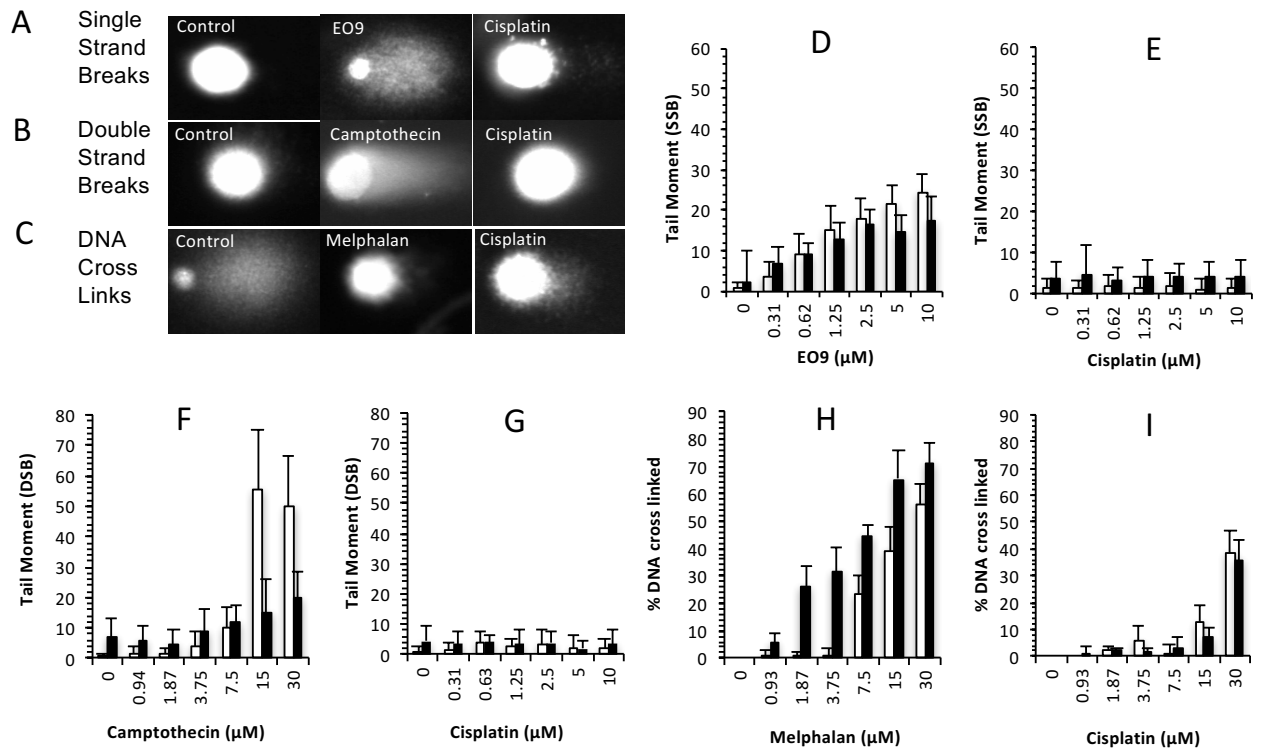 A
Single
Strand
Breaks
Control
EO9
Cisplatin
B
Double
Strand
Breaks
Control
Camptothecin
Cisplatin
C
DNA
Cross
Links
Control
Melphalan
Cisplatin
D
Tail Moment (SSB)
60
50
40
30
20
10
0
0 0.31 0.62 1.25 2.5 5 10
EO9 (µM)
E
Tail Moment (SSB)
60
50
40
30
20
10
0
0 0.31 0.62 1.25 2.5 5 10
Cisplatin (µM)
F
Tail Moment (DSB)
80
70
60
50
40
30
20
10
0
0 0.94 1.87 3.75 7.5 15 30
Camptothecin (µM)
G
Tail Moment (DSB)
80
70
60
50
40
30
20
10
0
0 0.31 0.63 1.25 2.5 5 10
Cisplatin (µM)
H
% DNA cross linked
90
80
70
60
50
40
30
20
10
0
0 0.93 1.87 3.75 7.5 15 30
Melphalan (µM)
I
% DNA cross linked
90
80
70
60
50
40
30
20
10
0
0 0.93 1.87 3.75 7.5 15 30
Cisplatin (µM)